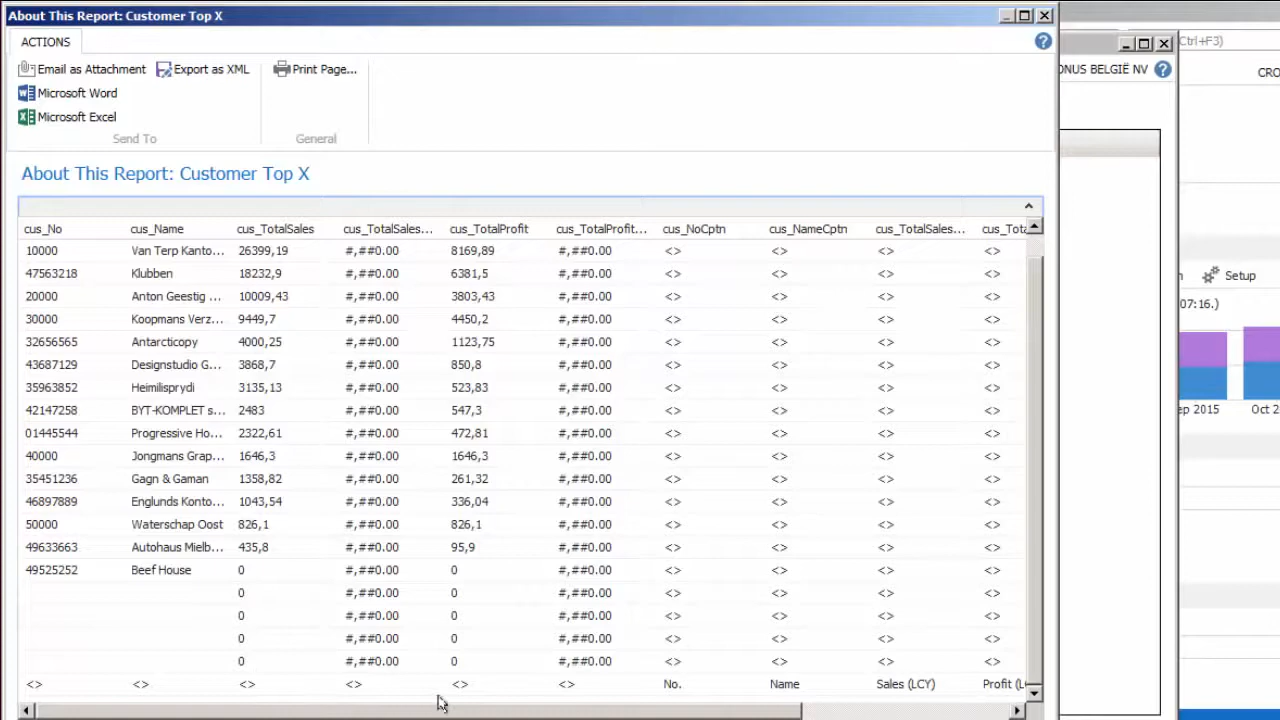 About This Report: Customer Top X
ACTIONS
Ctrl+F3)
Email as Attachment Export as XML Print Page...
ONUS BELGIË NV
CRO
Microsoft Word
Microsoft Excel
Send To General
About This Report: Customer Top X
cus_No cus_Name cus_TotalSales cus_TotalSales... cus_TotalProfit cus_TotalProfit... cus_NoCptn cus_NameCptn cus_TotalSales... cus_Tota
10000 Van Terp Kanto... 26399,19 #,##0.00 8169,89 #,##0.00 <> <> <> <>
47563218 Klubben 18232,9 #,##0.00 6381,5 #,##0.00 <> <> <> <>
20000 Anton Geestig ... 10009,43 #,##0.00 3803,43 #,##0.00 <> <> <> <>
30000 Koopmans Verz... 9449,7 #,##0.00 4450,2 #,##0.00 <> <> <> <>
32656565 Antarcticopy 4000,25 #,##0.00 1123,75 #,##0.00 <> <> <> <>
43687129 Designstudio G... 3868,7 #,##0.00 850,8 #,##0.00 <> <> <> <>
35963852 Heimilisprydi 3135,13 #,##0.00 523,83 #,##0.00 <> <> <> <>
42147258 BYT-KOMPLET s... 2483 #,##0.00 547,3 #,##0.00 <> <> <> <>
01445544 Progressive Ho... 2322,61 #,##0.00 472,81 #,##0.00 <> <> <> <>
40000 Jongmans Grap... 1646,3 #,##0.00 1646,3 #,##0.00 <> <> <> <>
35451236 Gagn & Gaman 1358,82 #,##0.00 261,32 #,##0.00 <> <> <> <>
46897889 Englunds Konto... 1043,54 #,##0.00 336,04 #,##0.00 <> <> <> <>
50000 Waterschap Oost 826,1 #,##0.00 826,1 #,##0.00 <> <> <> <>
49633663 Autohaus Mielb... 435,8 #,##0.00 95,9 #,##0.00 <> <> <> <>
49525252 Beef House 0 #,##0.00 0 #,##0.00 <> <> <> <>
0 #,##0.00 0 #,##0.00 <> <> <> <>
0 #,##0.00 0 #,##0.00 <> <> <> <>
0 #,##0.00 0 #,##0.00 <> <> <> <>
0 #,##0.00 0 #,##0.00 <> <> <> <>
<> <> <> <> <> <> No. Name Sales (LCY) Profit (L
Setup
07:16.)
ep 2015 Oct 2